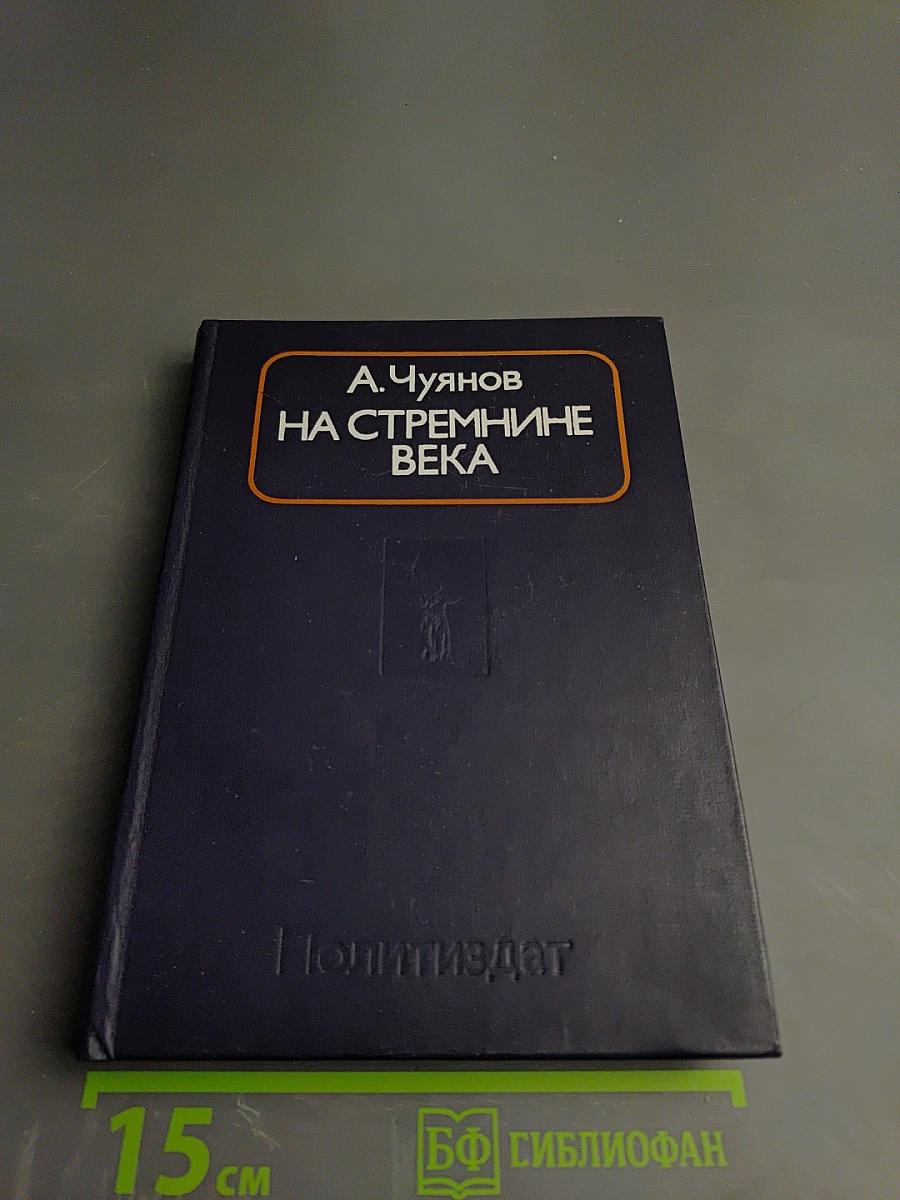 А. Чуянов
НА СТРЕМНИНЕ
ВЕКА
Политиздат
15 см
БФ БИБЛИОФАН